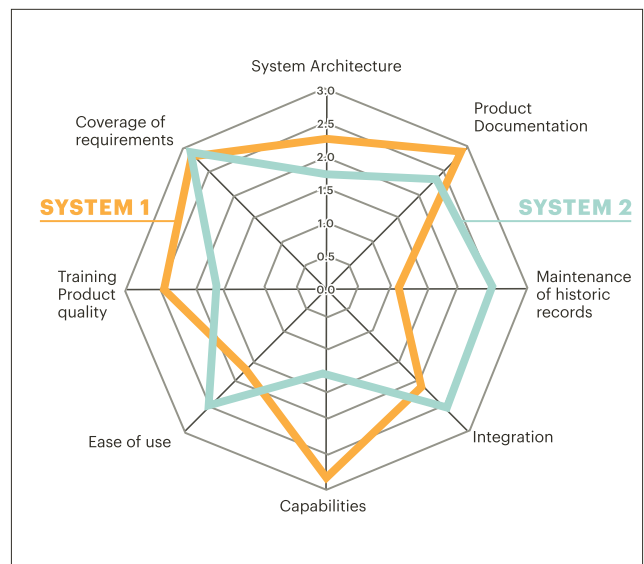 System Architecture
3.0
Product
Documentation
Coverage of
requirements
2.5
2.0
1.5
SYSTEM 1
SYSTEM 2
1.0
0.5
Training
Product
quality
0.0
Maintenance
of historic
records
Ease of use
Integration
Capabilities